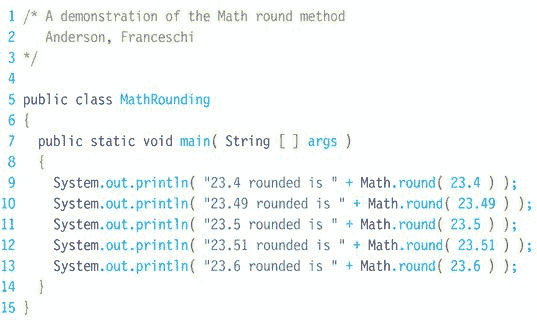 1 /* A demonstration of the Math round method
2    Anderson, Franceschi
3 */
4
5 public class MathRounding
6 {
7   public static void main( String [ ] args )
8   {
9     System.out.println( "23.4 rounded is " + Math.round( 23.4 ) );
10     System.out.println( "23.49 rounded is " + Math.round( 23.49 ) );
11     System.out.println( "23.5 rounded is " + Math.round( 23.5 ) );
12     System.out.println( "23.51 rounded is " + Math.round( 23.51 ) );
13     System.out.println( "23.6 rounded is " + Math.round( 23.6 ) );
14   }
15 }